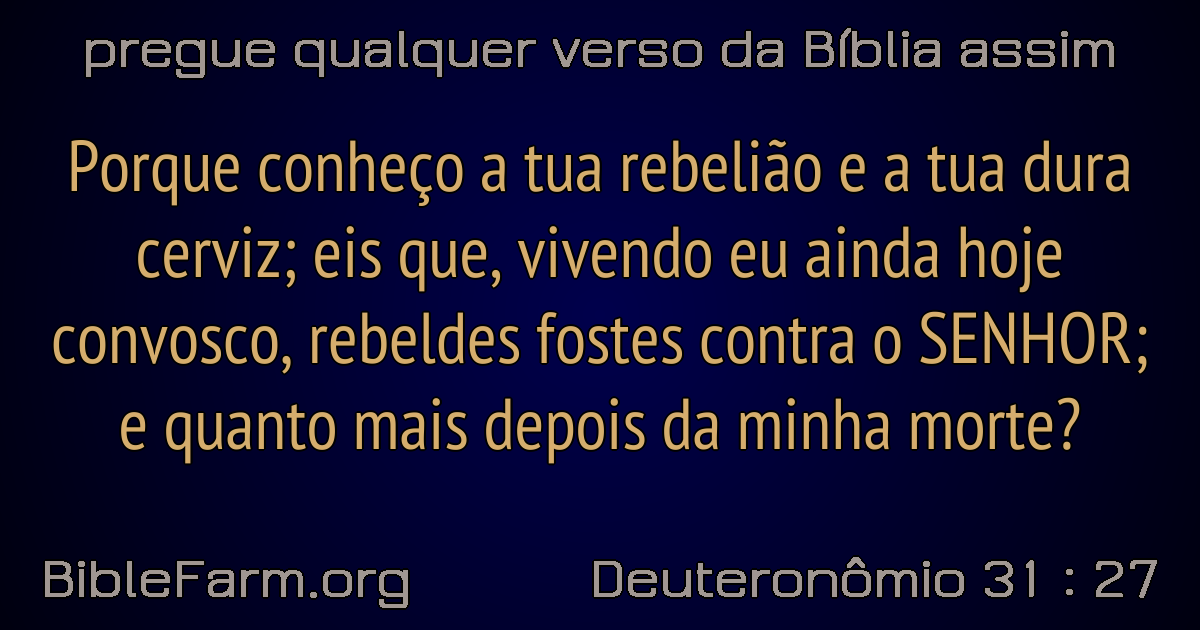 pregue qualquer verso da Bíblia assim
Porque conheço a tua rebelião e a tua dura
cerviz; eis que, vivendo eu ainda hoje
convosco, rebeldes fostes contra o SENHOR;
e quanto mais depois da minha morte?
BibleFarm.org
Deuteronômio 31 : 27